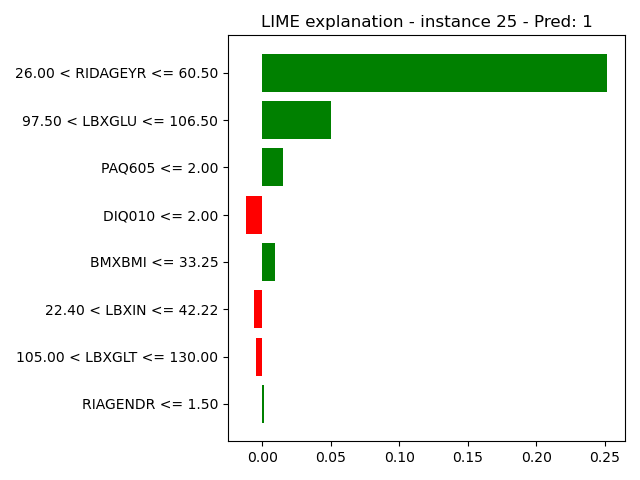 LIME explanation - instance 25 - Pred: 1
26.00 < RIDAGEYR <= 60.50
97.50 < LBXGLU <= 106.50
PAQ605 <= 2.00
DIQ010 <= 2.00
BMXBMI <= 33.25
22.40 < LBXIN <= 42.22
105.00 < LBXGLT <= 130.00
RIAGENDR <= 1.50
0.00 0.05 0.10 0.15 0.20 0.25